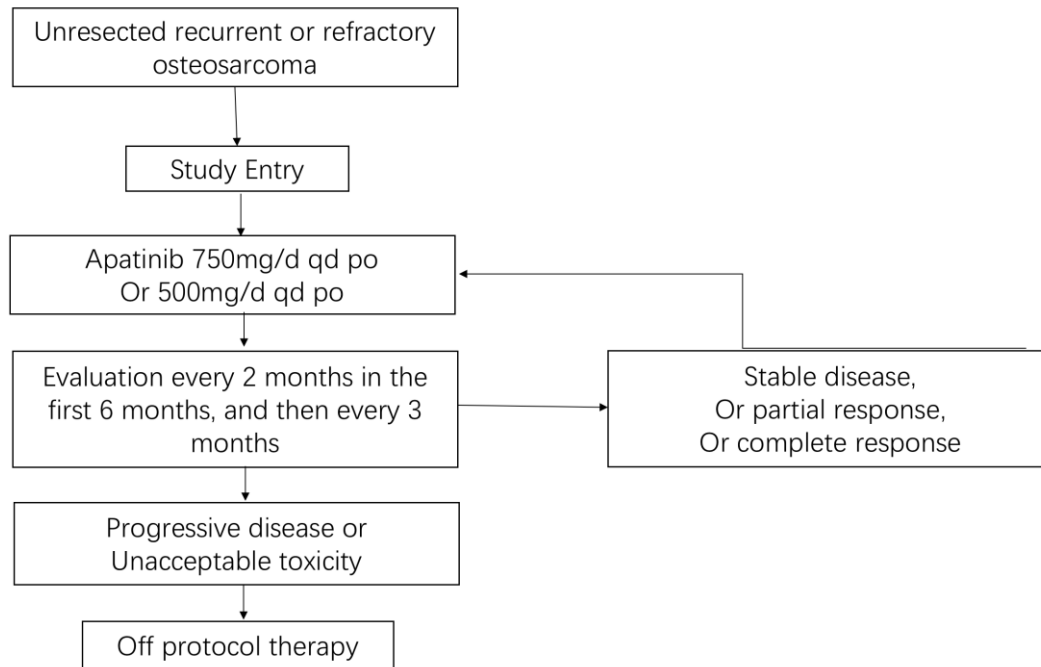 Unresected recurrent or refractory
osteosarcoma
Study Entry
Apatinib 750mg/d qd po
Or 500mg/d qd po
Evaluation every 2 months in the
first 6 months, and then every 3
months
Stable disease,
Or partial response,
Or complete response
Progressive disease or
Unacceptable toxicity
Off protocol therapy